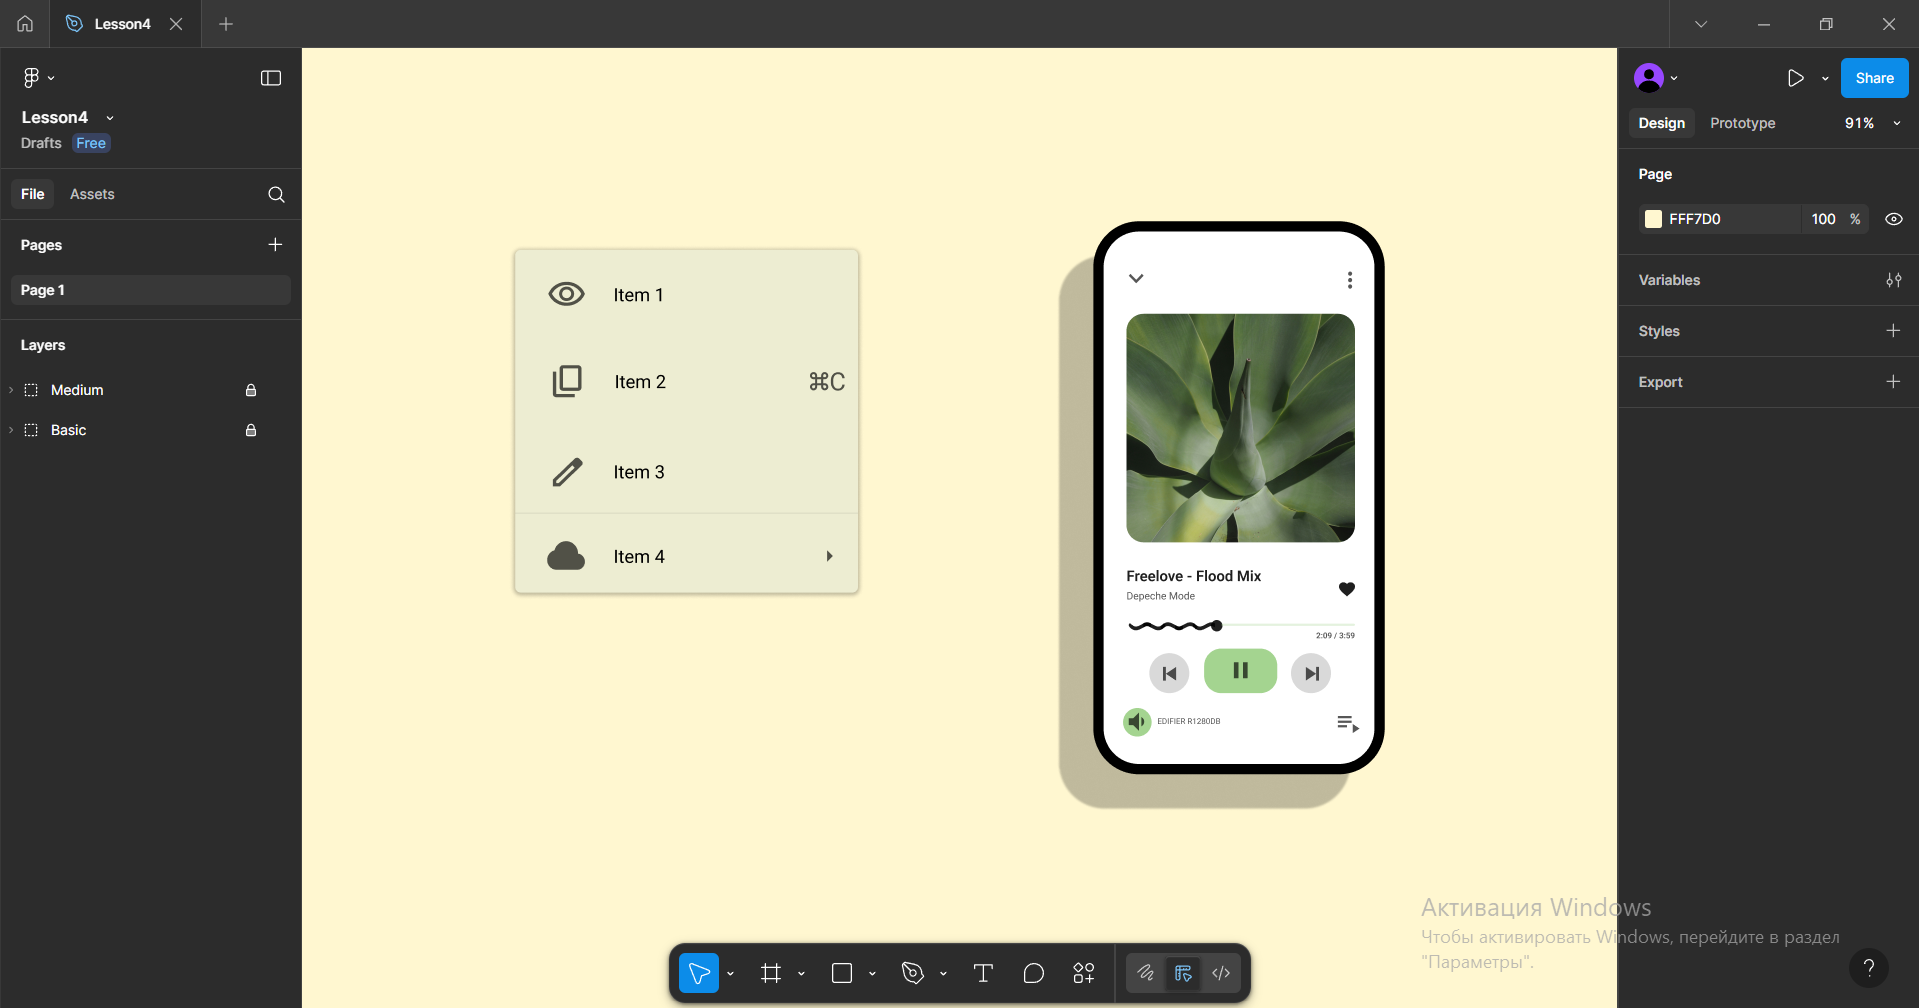 Lesson4
Lesson4
Drafts Free
File Assets
Pages
Page 1
Layers
Medium
Basic
Item 1
Item 2 ⌘C
Item 3
Item 4
Freelove - Flood Mix
Depeche Mode
2:09 / 3:59
EDIFIER R1280DB
Share
Design Prototype 91%
Page
FFF7D0 100 %
Variables
Styles
Export
Активация Windows
Чтобы активировать Windows, перейдите в раздел
"Параметры".
?